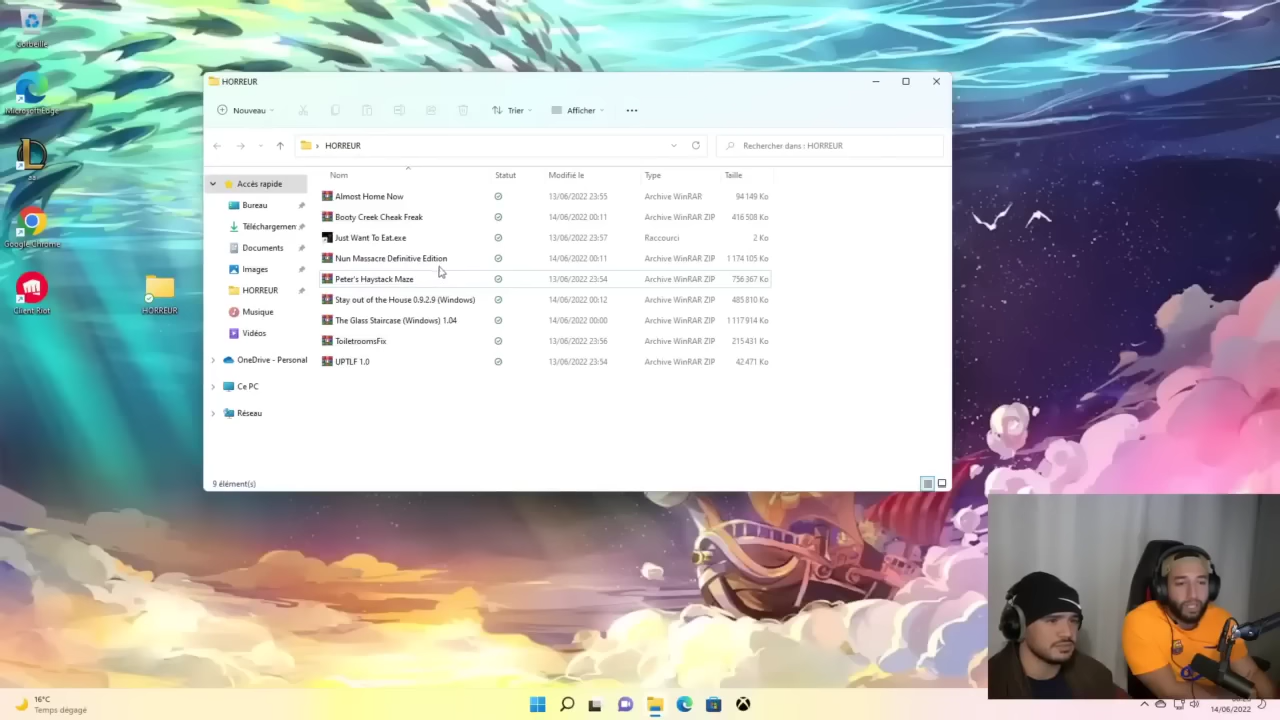 Corbeille
Microsoft Edge
Google Chrome
Client Riot
HORREUR
HORREUR
Nouveau
Trier
Afficher
HORREUR
Rechercher dans : HORREUR
Nom Statut Modifié le Type Taille
Accès rapide
Bureau
Téléchargemen
Documents
Images
HORREUR
Musique
Vidéos
OneDrive - Personal
Ce PC
Réseau
Almost Home Now 13/06/2022 23:55 Archive WinRAR 94 149 Ko
Booty Creek Cheak Freak 14/06/2022 00:11 Archive WinRAR ZIP 416 508 Ko
Just Want To Eat.exe 13/06/2022 23:57 Raccourci 2 Ko
Nun Massacre Definitive Edition 14/06/2022 00:11 Archive WinRAR ZIP 1 174 105 Ko
Peter's Haystack Maze 13/06/2022 23:54 Archive WinRAR ZIP 756 367 Ko
Stay out of the House 0.9.2.9 (Windows) 14/06/2022 00:12 Archive WinRAR ZIP 485 810 Ko
The Glass Staircase (Windows) 1.04 14/06/2022 00:00 Archive WinRAR ZIP 1 117 914 Ko
ToiletroomsFix 13/06/2022 23:56 Archive WinRAR ZIP 215 431 Ko
UPTLF 1.0 13/06/2022 23:54 Archive WinRAR ZIP 42 471 Ko
9 élément(s)
16°C
Temps dégagé
14/06/2022